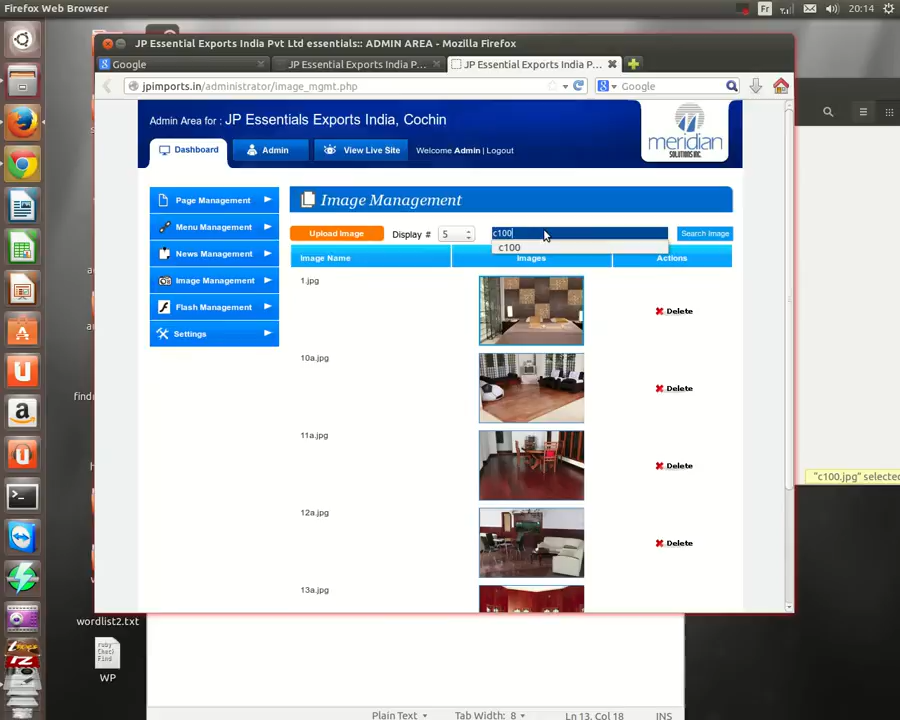 Firefox Web Browser
Fr
20:14
JP Essential Exports India Pvt Ltd essentials:: ADMIN AREA - Mozilla Firefox
Google
JP Essential Exports India P...
JP Essential Exports India P...
jpimports.in/administrator/image_mgmt.php
Google
Admin Area for : JP Essentials Exports India, Cochin
meridian
SOLUTIONS INC.
Dashboard
Admin
View Live Site
Welcome Admin | Logout
Page Management
Menu Management
News Management
Image Management
Flash Management
Settings
Image Management
Upload Image
Display #
5
c100
Search Image
c100
Image Name
Images
Actions
1.jpg
Delete
10a.jpg
Delete
11a.jpg
Delete
12a.jpg
Delete
13a.jpg
"c100.jpg" selected
find
wordlist2.txt
WP
Plain Text
Tab Width: 8
Ln 13, Col 18
INS